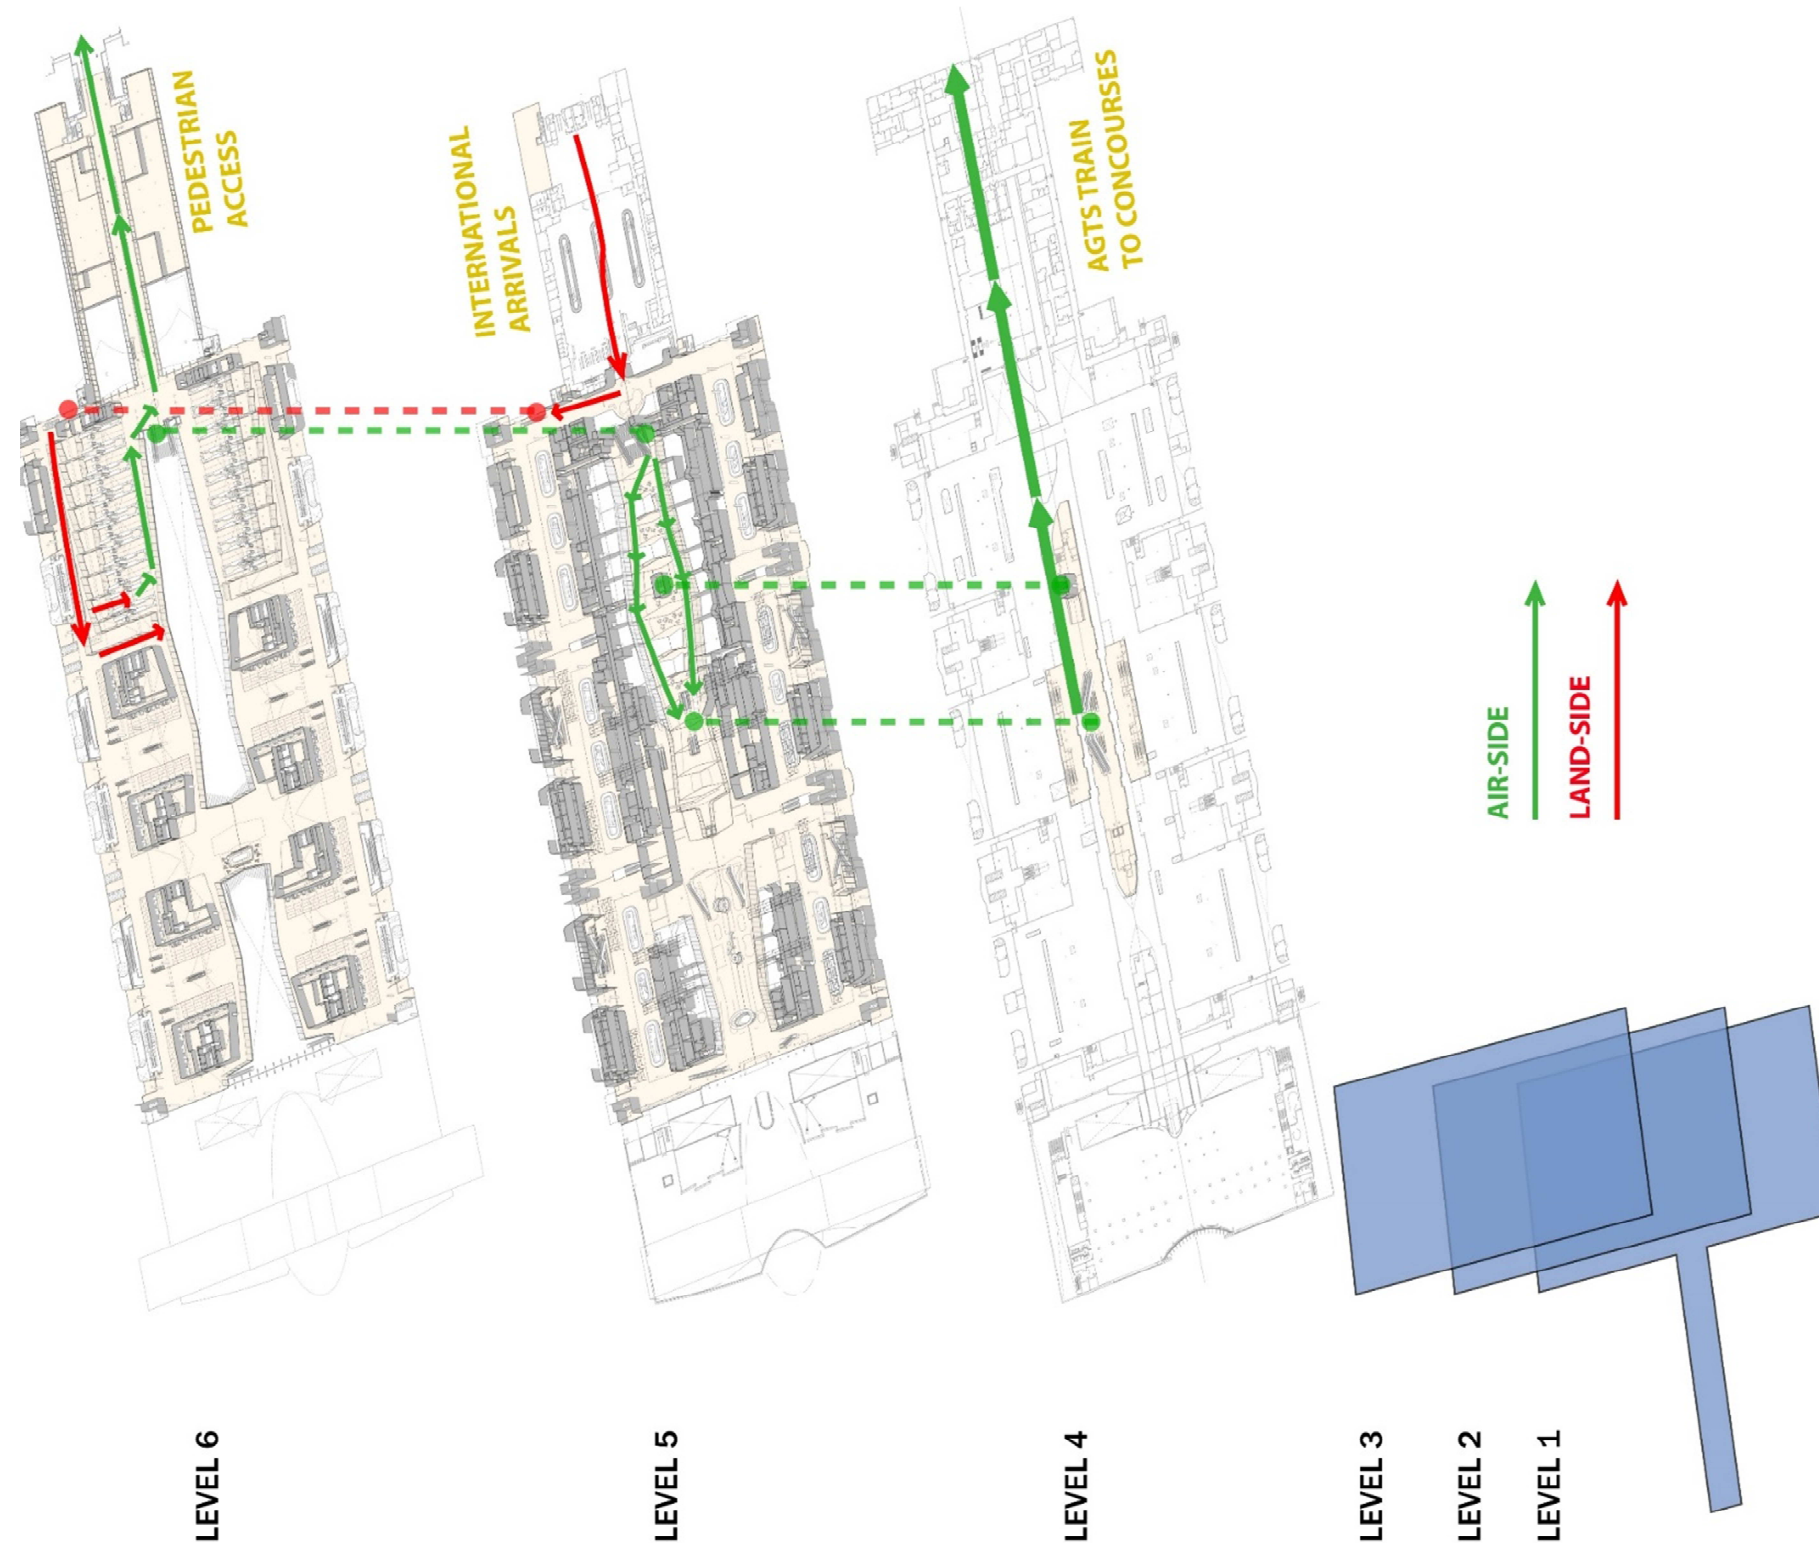 PEDESTRIAN
ACCESS
INTERNATIONAL
ARRIVALS
AGTS TRAIN
TO CONCOURSES
AIR-SIDE
LAND-SIDE
LEVEL 6
LEVEL 5
LEVEL 4
LEVEL 3
LEVEL 2
LEVEL 1